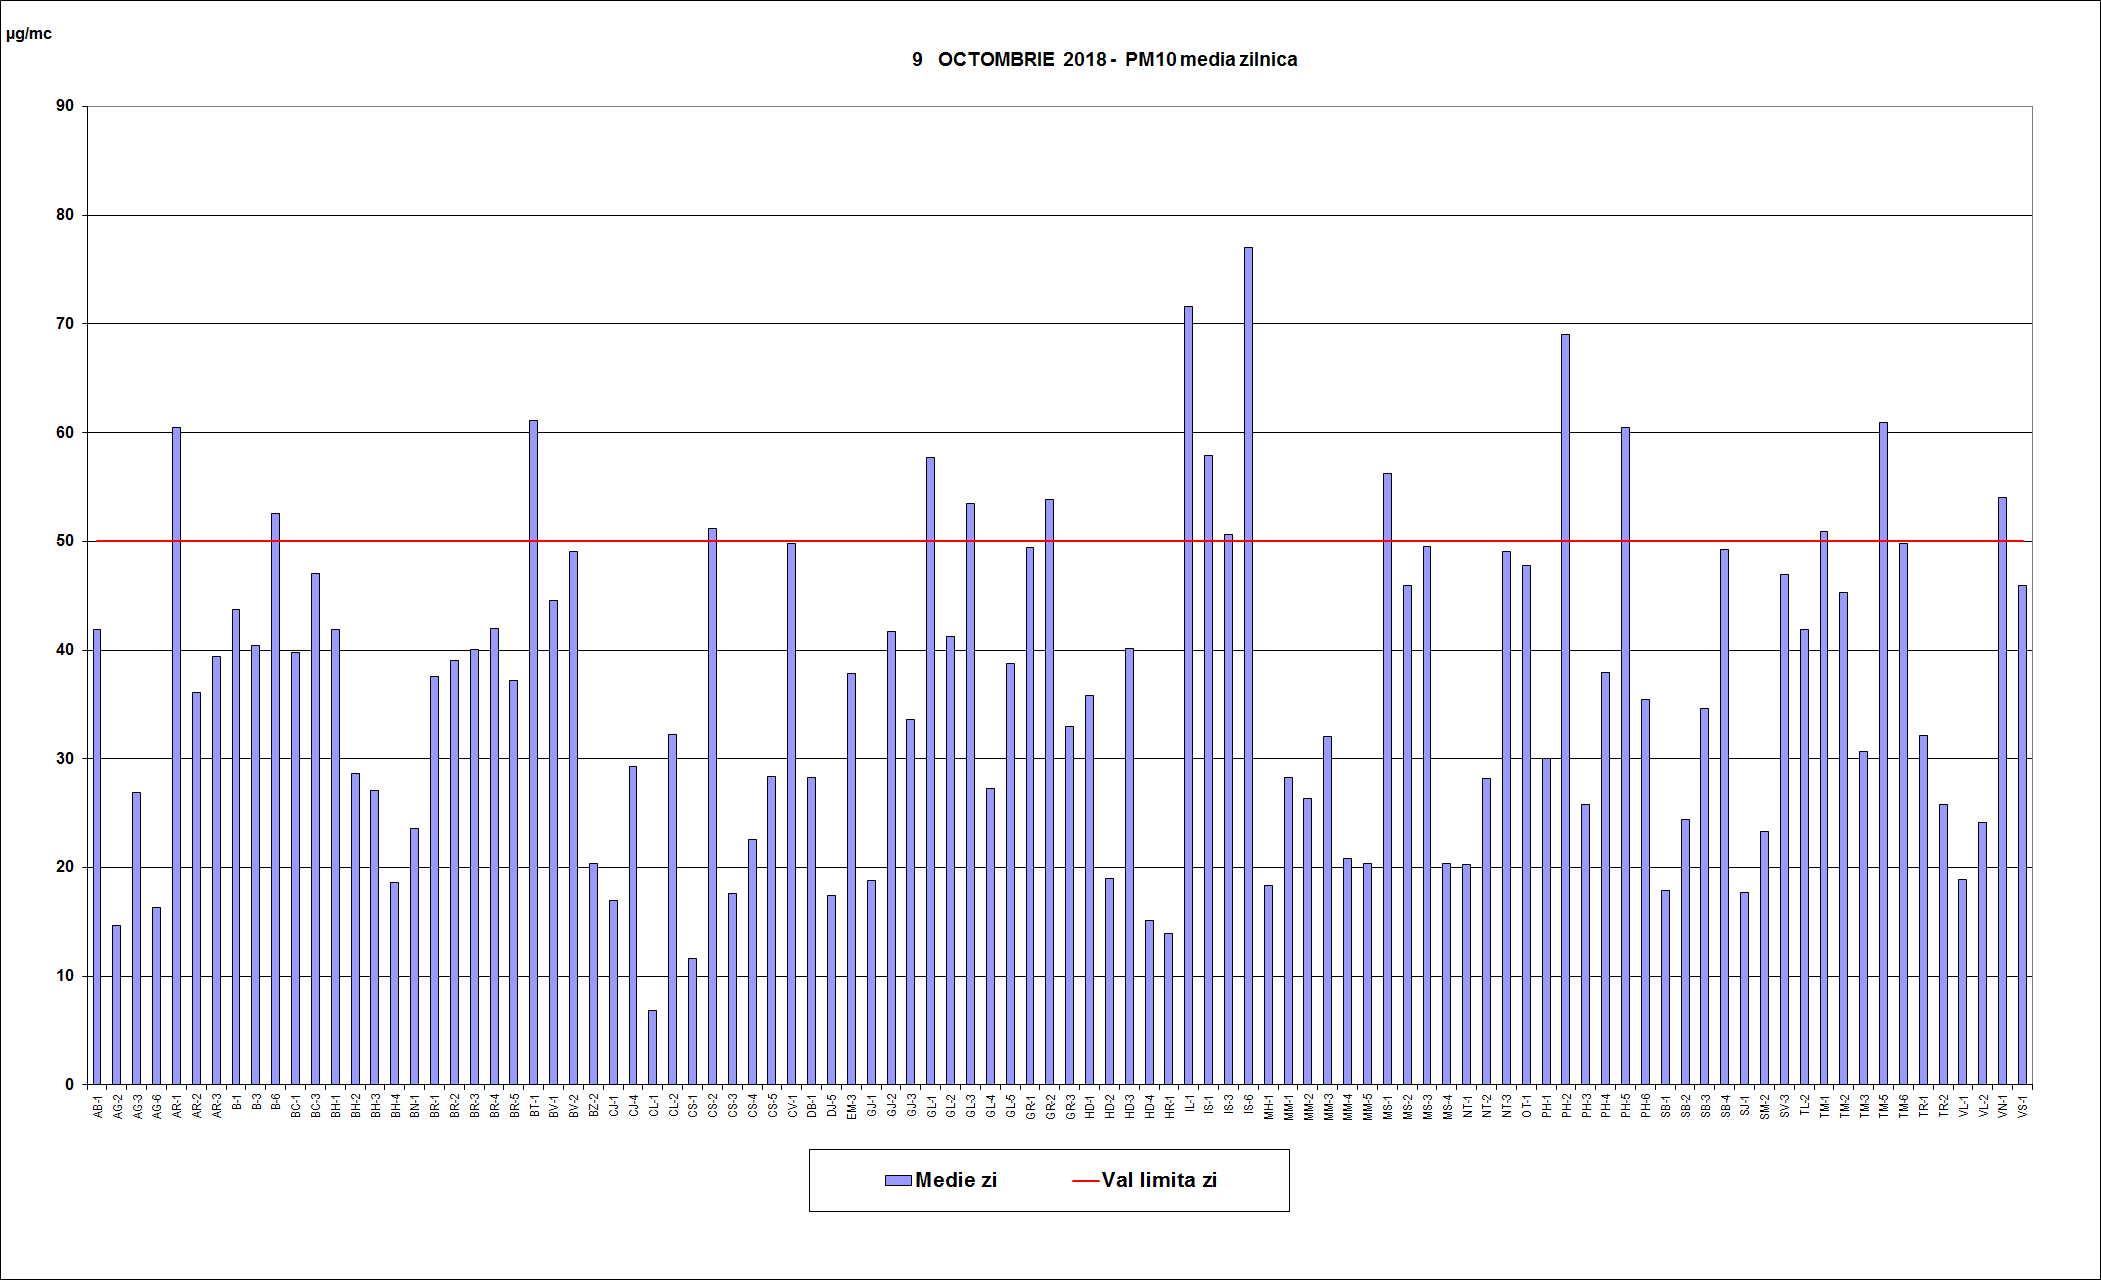 µg/mc
9 OCTOMBRIE 2018 - PM10 media zilnica
90
80
70
60
50
40
30
20
10
0
AB-1 AG-2 AG-3 AG-6 AR-1 AR-2 AR-3 B-1 B-3 B-6 BC-1 BC-3 BH-1 BH-2 BH-3 BH-4 BN-1 BR-1 BR-2 BR-3 BR-4 BR-5 BT-1 BV-1 BV-2 BZ-2 CJ-1 CJ-4 CL-1 CL-2 CS-1 CS-2 CS-3 CS-4 CS-5 CV-1 DB-1 DJ-5 EM-3 GJ-1 GJ-2 GJ-3 GL-1 GL-2 GL-3 GL-4 GL-5 GR-1 GR-2 GR-3 HD-1 HD-2 HD-3 HD-4 HR-1 IL-1 IS-1 IS-3 IS-6 MH-1 MM-1 MM-2 MM-3 MM-4 MM-5 MS-1 MS-2 MS-3 MS-4 NT-1 NT-2 NT-3 OT-1 PH-1 PH-2 PH-3 PH-4 PH-5 PH-6 SB-1 SB-2 SB-3 SB-4 SJ-1 SM-2 SV-3 TL-2 TM-1 TM-2 TM-3 TM-5 TM-6 TR-1 TR-2 VL-1 VL-2 VN-1 VS-1
Medie zi Val limita zi